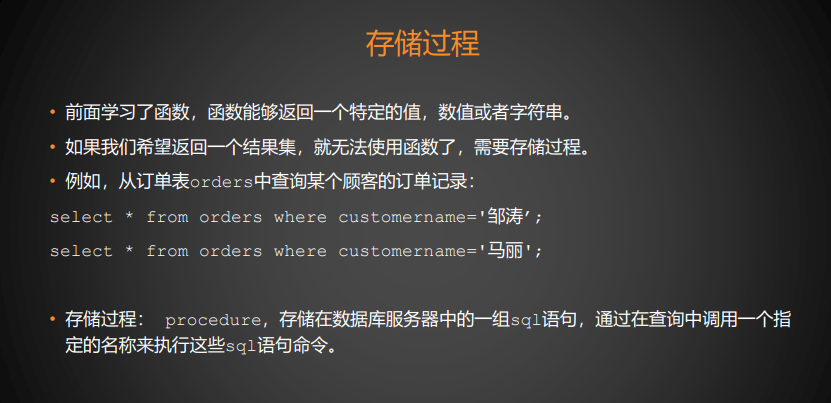 存储过程
• 前面学习了函数，函数能够返回一个特定的值，数值或者字符串。
• 如果我们希望返回一个结果集，就无法使用函数了，需要存储过程。
• 例如，从订单表orders中查询某个顾客的订单记录：
select * from orders where customername='邹涛’;
select * from orders where customername='马丽';
• 存储过程： procedure，存储在数据库服务器中的一组sql语句，通过在查询中调用一个指
定的名称来执行这些sql语句命令。